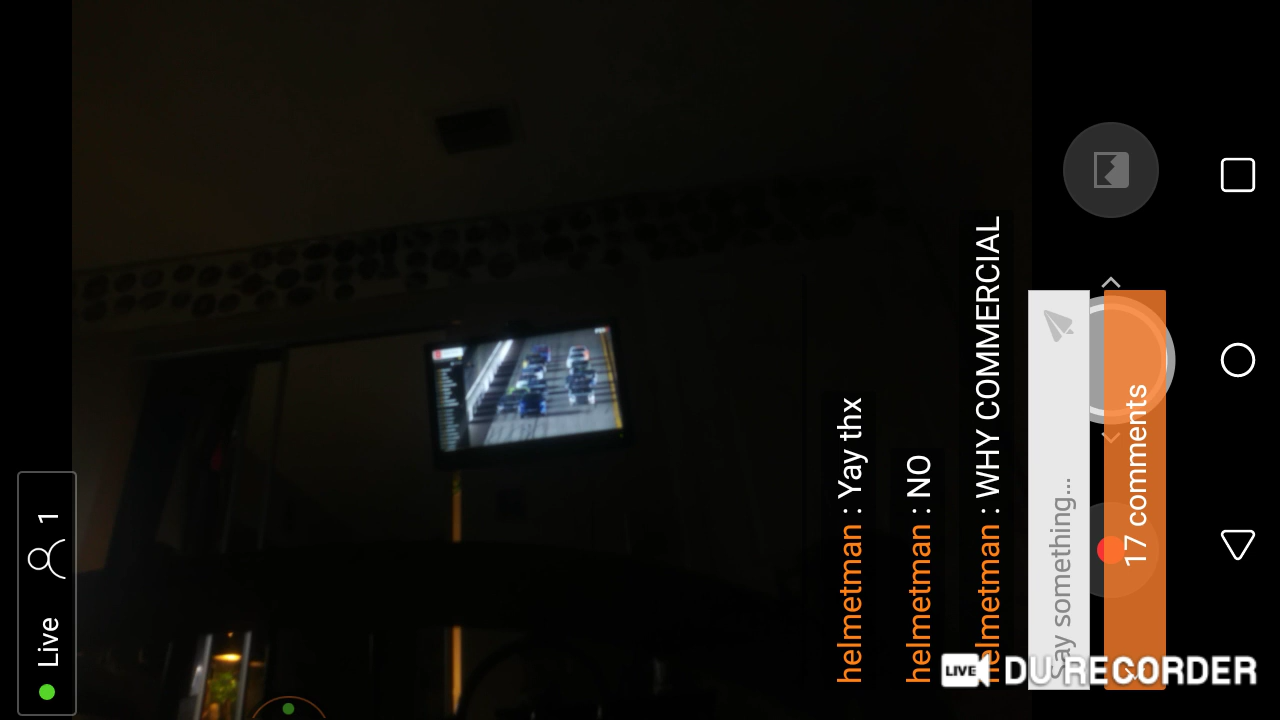 Live 1
helmetman : Yay thx
helmetman : NO
helmetman : WHY COMMERCIAL
Say something...
17 comments
LIVE DU RECORDER